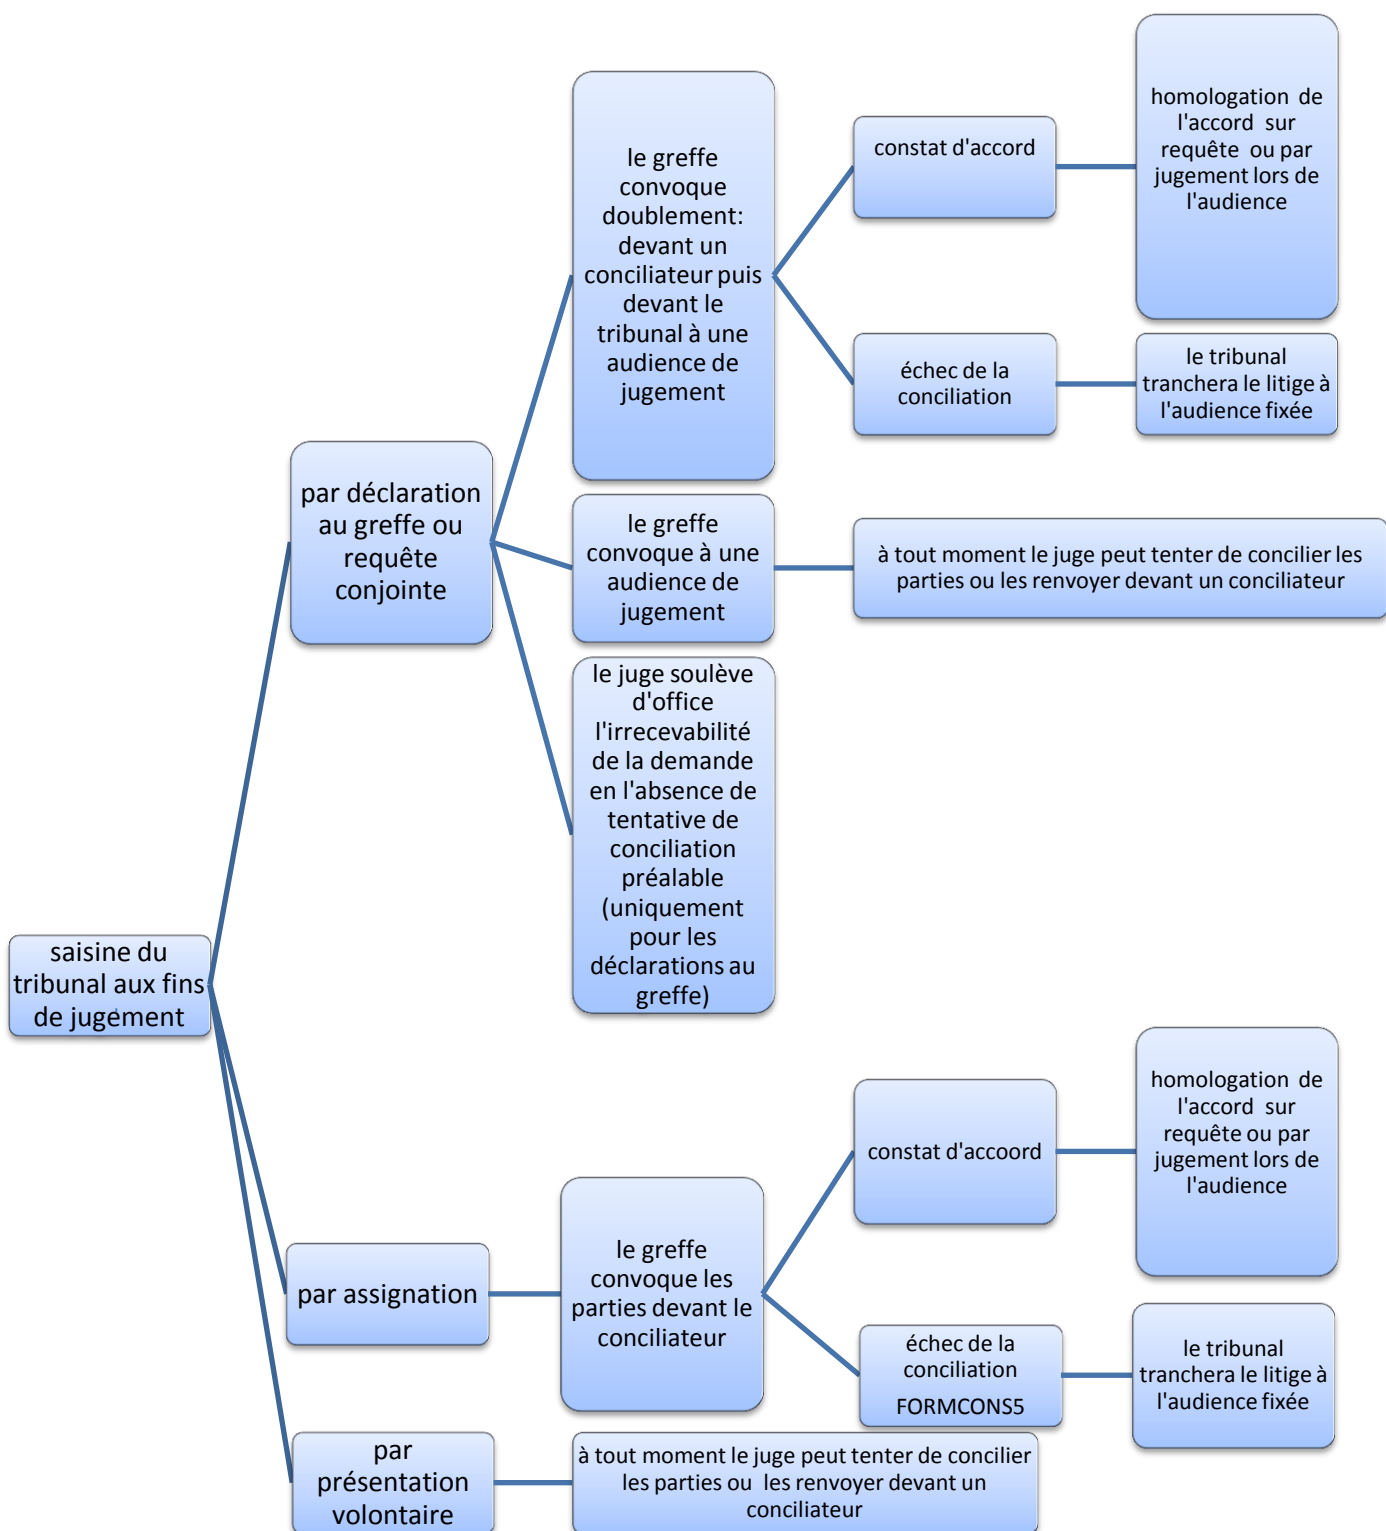 saisine du
tribunal aux fins
de jugement
par déclaration
au greffe ou
requête
conjointe
le greffe
convoque
doublement:
devant un
conciliateur puis
devant le
tribunal à une
audience de
jugement
constat d'accord
homologation de
l'accord sur
requête ou par
jugement lors de
l'audience
échec de la
conciliation
le tribunal
tranchera le litige à
l'audience fixée
le greffe
convoque à une
audience de
jugement
à tout moment le juge peut tenter de concilier les
parties ou les renvoyer devant un conciliateur
le juge soulève
d'office
l'irrecevabilité
de la demande
en l'absence de
tentative de
conciliation
préalable
(uniquement
pour les
déclarations au
greffe)
par assignation
le greffe
convoque les
parties devant le
conciliateur
constat d'accoord
homologation de
l'accord sur
requête ou par
jugement lors de
l'audience
échec de la
conciliation
FORMCONS5
le tribunal
tranchera le litige à
l'audience fixée
par
présentation
volontaire
à tout moment le juge peut tenter de concilier
les parties ou les renvoyer devant un
conciliateur